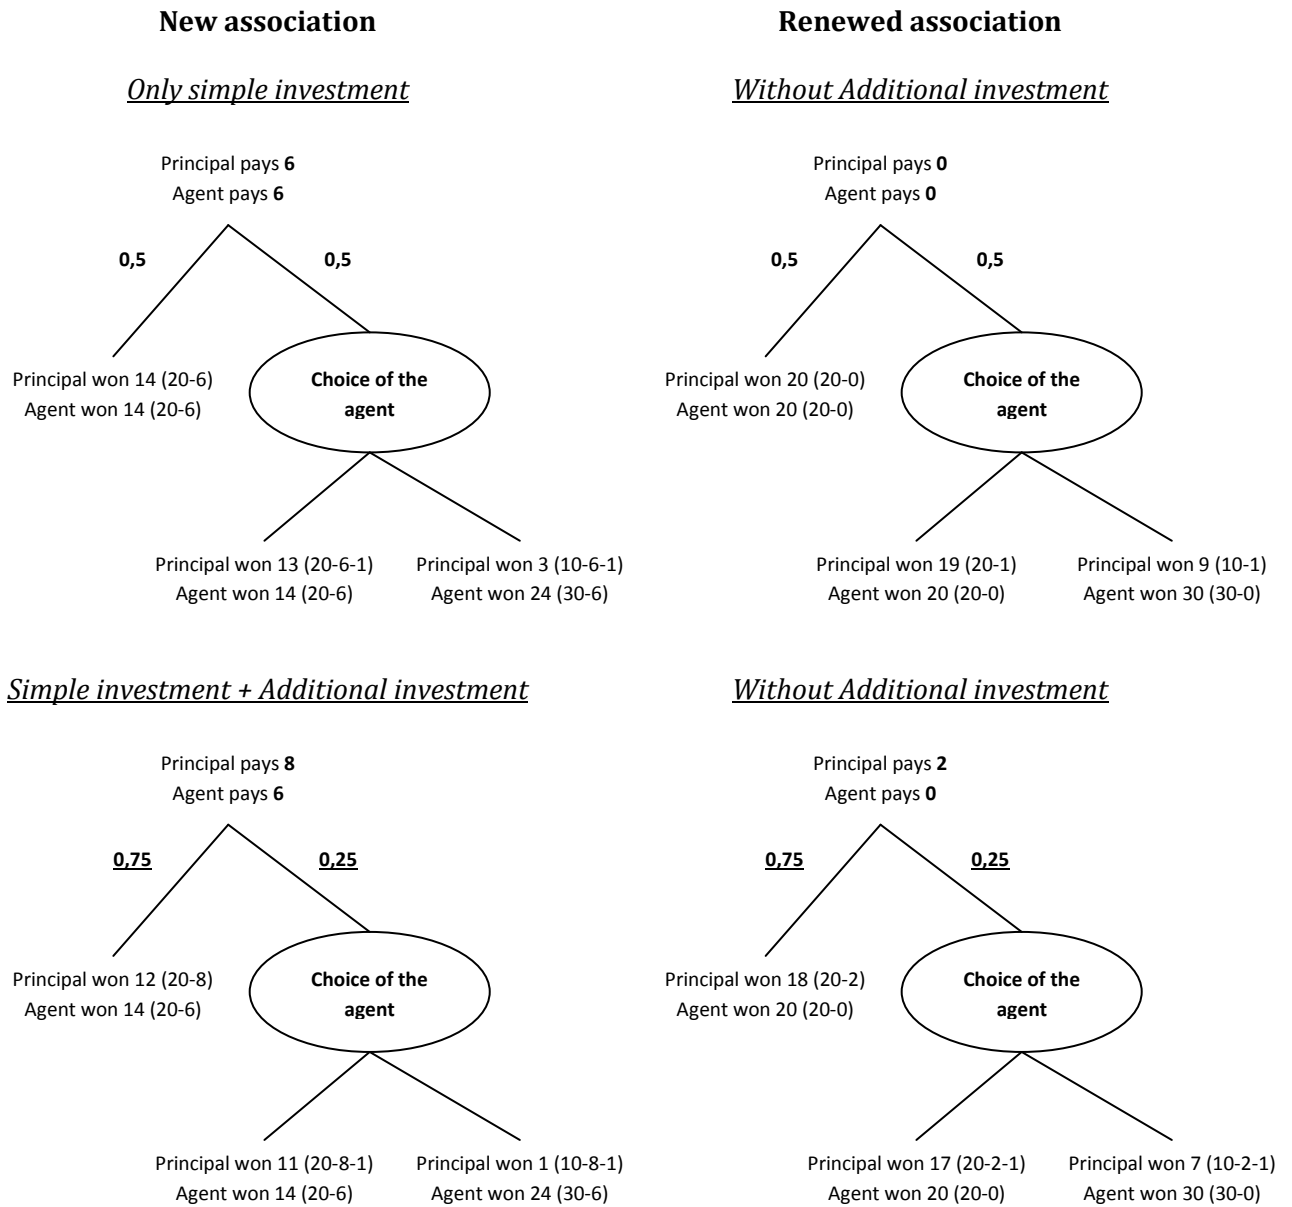 New association
Renewed association
Only simple investment
Without Additional investment
Principal pays 6
Agent pays 6
Principal pays 0
Agent pays 0
0,5
0,5
0,5
0,5
Principal won 14 (20-6)
Agent won 14 (20-6)
Choice of the
agent
Principal won 20 (20-0)
Agent won 20 (20-0)
Choice of the
agent
Principal won 13 (20-6-1)
Agent won 14 (20-6)
Principal won 3 (10-6-1)
Agent won 24 (30-6)
Principal won 19 (20-1)
Agent won 20 (20-0)
Principal won 9 (10-1)
Agent won 30 (30-0)
Simple investment + Additional investment
Without Additional investment
Principal pays 8
Agent pays 6
Principal pays 2
Agent pays 0
0,75
0,25
0,75
0,25
Principal won 12 (20-8)
Agent won 14 (20-6)
Choice of the
agent
Principal won 18 (20-2)
Agent won 20 (20-0)
Choice of the
agent
Principal won 11 (20-8-1)
Agent won 14 (20-6)
Principal won 1 (10-8-1)
Agent won 24 (30-6)
Principal won 17 (20-2-1)
Agent won 20 (20-0)
Principal won 7 (10-2-1)
Agent won 30 (30-0)